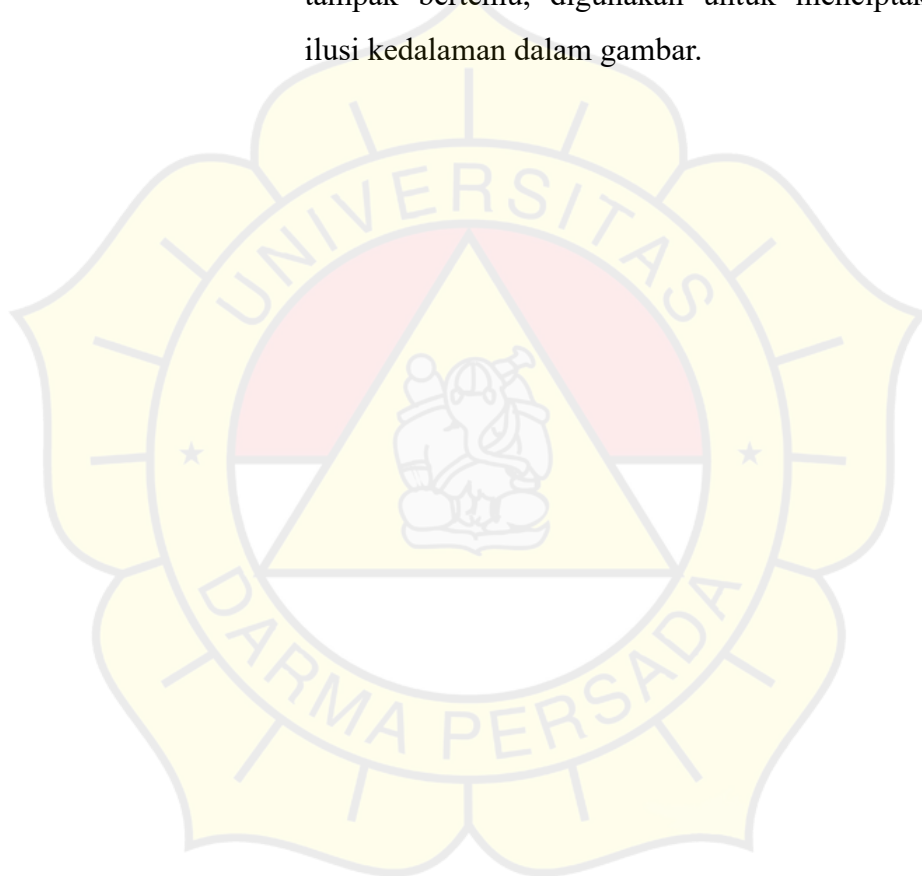 tampak bertemu, digunakan untuk
ilusi kedalaman dalam gambar.
UNIVERSITAS
DARMA PERSADA